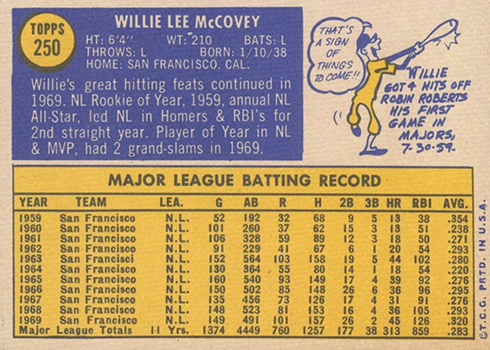 TOPPS
250
WILLIE LEE McCOVEY
HT: 6'4" WT: 210 BATS: L
THROWS: L BORN: 1/10/38
HOME: SAN FRANCISCO, CAL.
Willie's great hitting feats continued in
1969. NL Rookie of Year, 1959, annual NL
All-Star, led NL in Homers & RBI's for
2nd straight year. Player of Year in NL
& MVP, had 2 grand-slams in 1969.
THAT'S
A SIGN
OF
THINGS
TO COME!!
WILLIE
GOT 4 HITS OFF
ROBIN ROBERTS
HIS FIRST
GAME IN
MAJORS,
7-30-59.
MAJOR LEAGUE BATTING RECORD
YEAR TEAM LEA. G AB R H 2B 3B HR RBI AVG.
1959 San Francisco N.L. 52 192 32 68 9 5 13 38 .354
1960 San Francisco N.L. 101 260 37 62 15 3 13 51 .238
1961 San Francisco N.L. 106 328 59 89 12 3 18 50 .271
1962 San Francisco N.L. 91 229 41 67 6 1 20 54 .293
1963 San Francisci N.L. 152 564 103 158 19 5 44 102 .280
1964 San Francisco N.L. 130 364 55 80 14 1 18 54 .220
1965 San Francisco N.L. 160 540 93 149 17 4 39 92 .276
1966 San Francisco N.L. 150 502 85 148 26 6 36 96 .295
1967 San Francisco N.L. 135 456 73 126 17 4 31 91 .276
1968 San Francisco N.L. 148 523 81 153 16 4 36 105 .293
1969 San Francisco N.L. 149 491 101 157 26 2 45 126 .320
Major League Totals 11 Yrs. 1374 4449 760 1257 177 38 313 859 .283
© T.C.G. PRTD. IN U.S.A.